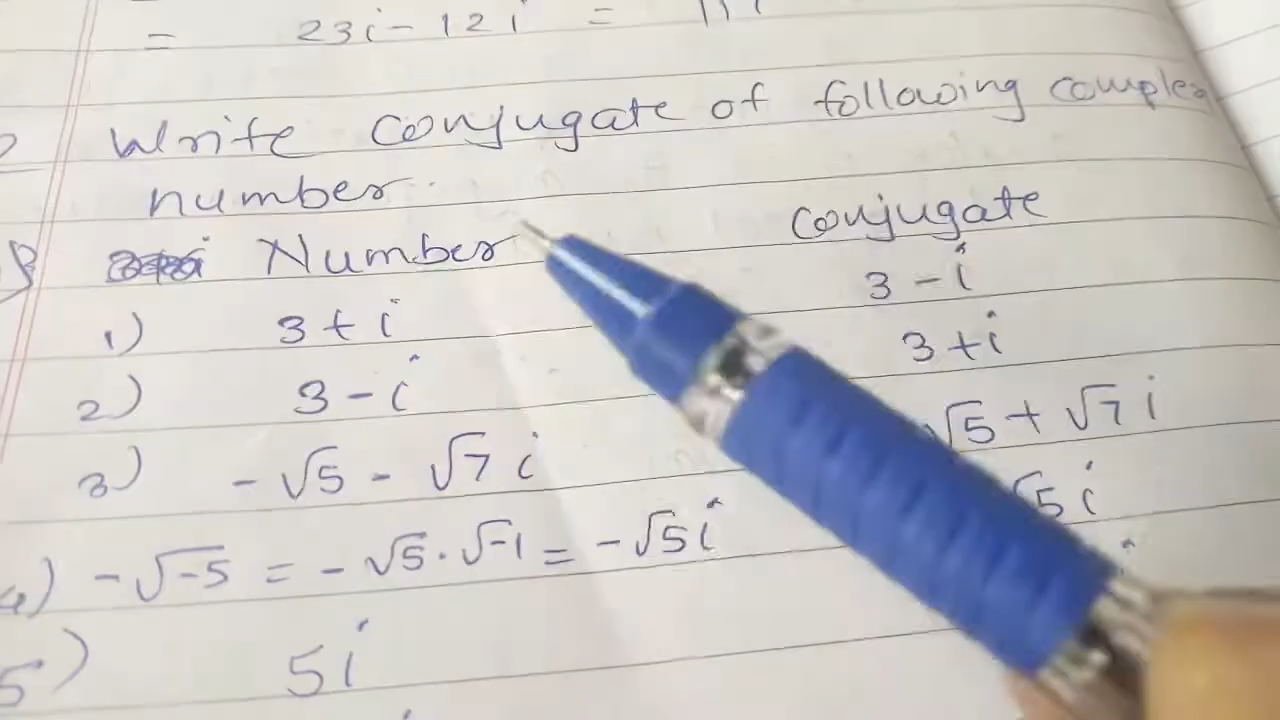 = 23i - 12i =
Write conjugate of following complex
number.
Number conjugate
1) 3 + i 3 - i
2) 3 - i 3 + i
3) -√5 - √7 i √5 + √7 i
4) -√-5 = -√5 · √-1 = -√5 i √5 i
5) 5i